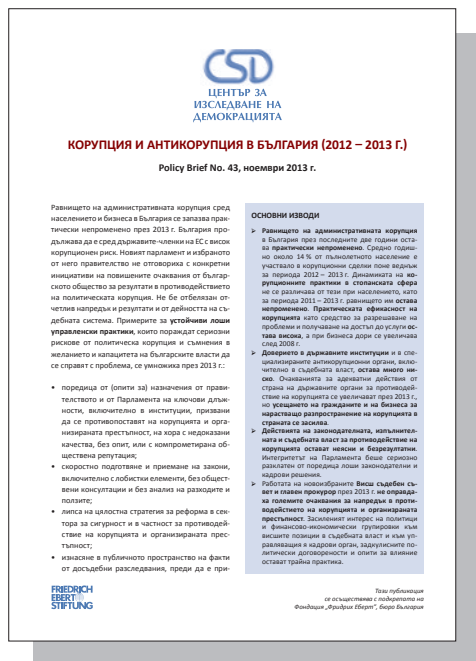 CSD
ЦЕНТЪР ЗА
ИЗСЛЕДВАНЕ НА
ДЕМОКРАЦИЯТА
КОРУПЦИЯ И АНТИКОРУПЦИЯ В БЪЛГАРИЯ (2012 – 2013 Г.)
Policy Brief No. 43, ноември 2013 г.
Равнището на административната корупция сред
населението и бизнеса в България се запазва прак-
тически непроменено през 2013 г. България про-
дължава да е сред държавите-членки на ЕС с висок
корупционен риск. Новият парламент и избраното
от него правителство не отговориха с конкретни
инициативи на повишените очаквания от българ-
ското общество за резултати в противодействието
на политическата корупция. Не бе отбелязан от-
четлив напредък и резултати и от дейността на съ-
дебната система. Примерите за устойчиви лоши
управленски практики, които пораждат сериозни
рискове от политическа корупция и съмнения в
желанието и капацитета на българските власти да
се справят с проблема, се умножиха през 2013 г.:
• поредица от (опити за) назначения от прави-
телството и от Парламента на ключови длъж-
ности, включително в институции, призвани
да се противопоставят на корупцията и орга-
низираната престъпност, на хора с недоказани
качества, без опит, или с компрометирана об-
ществена репутация;
• скоростно подготвяне и приемане на закони,
включително с лобистки елементи, без общест-
вени консултации и без анализ на разходите и
ползите;
• липса на цялостна стратегия за реформа в сек-
тора за сигурност и в частност за противодейс-
твие на корупцията и организираната прес-
тъпност;
• изнасяне в публичното пространство на факти
от досъдебни разследвания, преди да е при-
ОСНОВНИ ИЗВОДИ
➢ Равнището на административната корупция
в България през последните две години оста-
ва практически непроменено. Средно годиш-
но около 14 % от пълнолетното население е
участвало в корупционни сделки поне веднъж
за периода 2012 – 2013 г. Динамиката на ко-
рупционните практики в стопанската сфера
не се различава от тези при населението, като
за периода 2011 – 2013 г. равнището им остава
непроменено. Практическата ефикасност на
корупцията като средство за разрешаване на
проблеми и получаване на достъп до услуги ос-
тава висока, а при бизнеса дори се увеличава
след 2008 г.
➢ Доверието в държавните институции и в спе-
циализираните антикорупционни органи, вклю-
чително в съдебната власт, остава много ни-
ско. Очакванията за адекватни действия от
страна на държавните органи за противодейс-
твие на корупцията се увеличават през 2013 г.,
но усещането на гражданите и на бизнеса за
нарастващо разпространение на корупцията в
страната се засилва.
➢ Действията на законодателната, изпълнител-
ната и съдебната власт за противодействие на
корупцията остават неясни и безрезултатни.
Интегритетът на Парламента беше сериозно
разклатен от поредица лоши законодателни и
кадрови решения.
➢ Работата на новоизбраните Висш съдебен съ-
вет и главен прокурор през 2013 г. не оправда-
ха големите очаквания за напредък в проти-
водействието на корупцията и организираната
престъпност. Засиленият интерес на политици
и финансово-икономически групировки към
висшите позиции в съдебната власт и към уп-
равляващия я кадрови орган, задкулисните по-
литически договорености и опити за влияние
остават трайна практика.
FRIEDRICH
EBERT
STIFTUNG
Тази публикация
се осъществява с подкрепата на
Фондация „Фридрих Еберт", бюро България